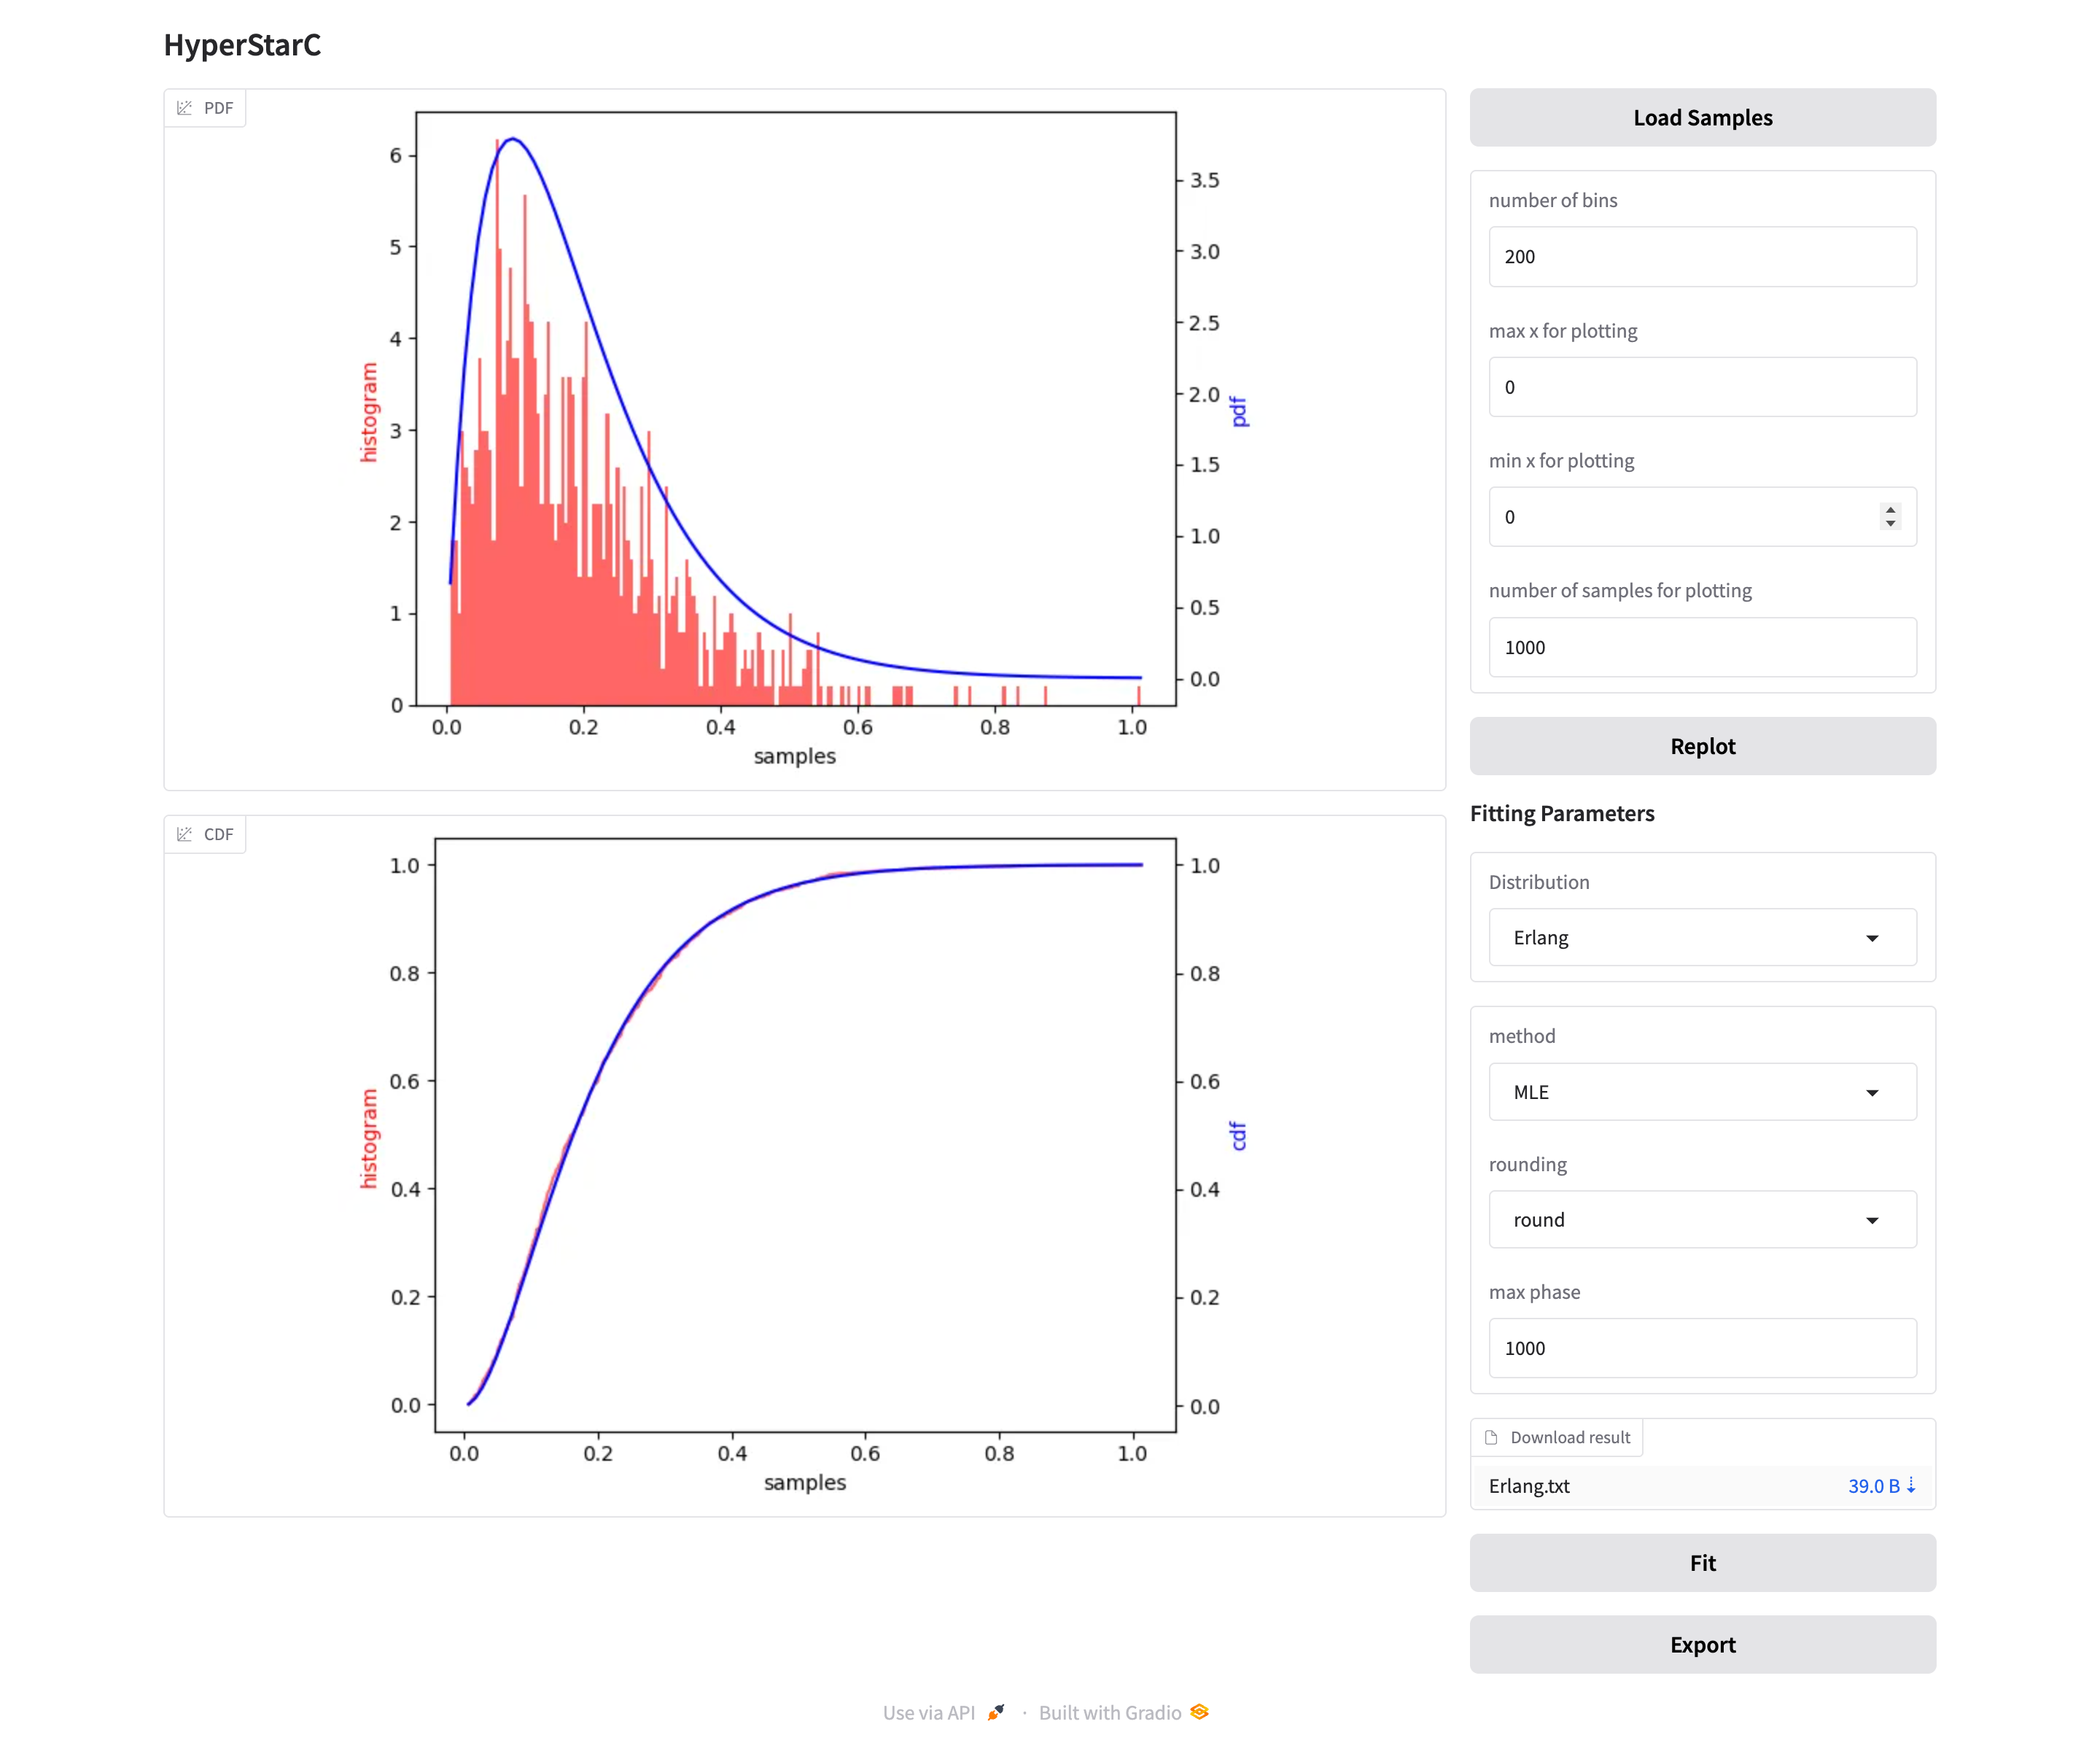 HyperStarC
PDF
6
5
4
3
2
1
0
histogram
3.5
3.0
2.5
2.0
1.5
1.0
0.5
0.0
pdf
0.0 0.2 0.4 0.6 0.8 1.0
samples
CDF
1.0
0.8
0.6
0.4
0.2
0.0
histogram
1.0
0.8
0.6
0.4
0.2
0.0
cdf
0.0 0.2 0.4 0.6 0.8 1.0
samples
Load Samples
number of bins
200
max x for plotting
0
min x for plotting
0
number of samples for plotting
1000
Replot
Fitting Parameters
Distribution
Erlang
method
MLE
rounding
round
max phase
1000
Download result
Erlang.txt 39.0 B ⇣
Fit
Export
Use via API · Built with Gradio